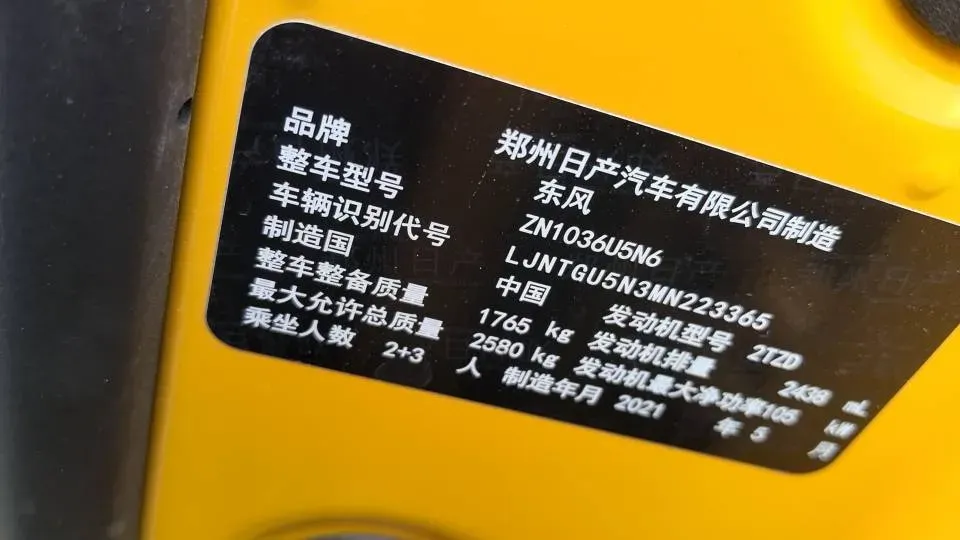 郑州日产汽车有限公司制造
品牌 东风
整车型号 ZN1036U5N6
车辆识别代号 LJNTGU5N3MN223365
制造国 中国 发动机型号 2TZD
整车整备质量 1765 kg 发动机排量 2438 mL
最大允许总质量 2580 kg 发动机最大净功率105 kW
乘坐人数 2+3 人 制造年月 2021 年 5 月